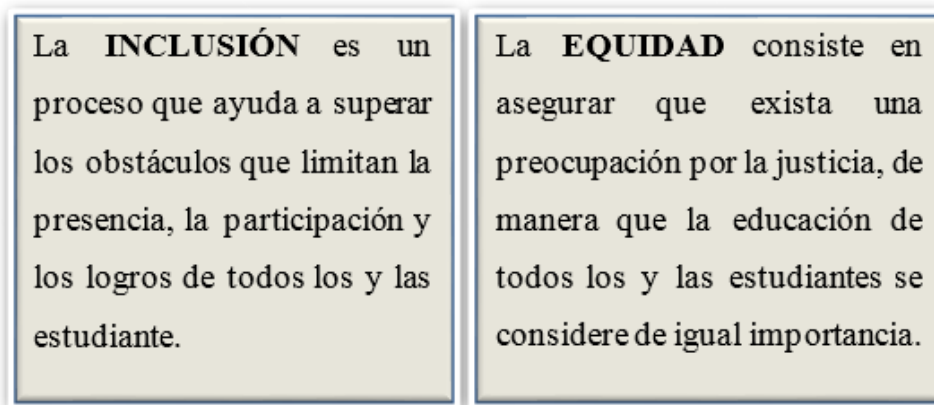 La INCLUSIÓN es un
proceso que ayuda a superar
los obstáculos que limitan la
presencia, la participación y
los logros de todos los y las
estudiante.
La EQUIDAD consiste en
asegurar que exista una
preocupación por la justicia, de
manera que la educación de
todos los y las estudiantes se
considere de igual importancia.